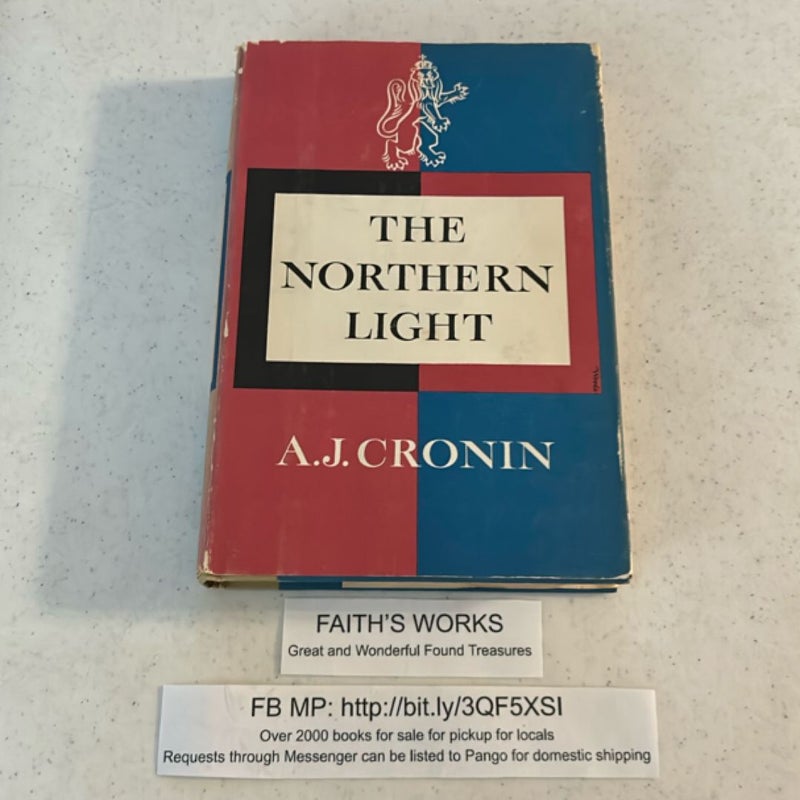 THE
NORTHERN
LIGHT
A.J. CRONIN
FAITH'S WORKS
Great and Wonderful Found Treasures
FB MP: http://bit.ly/3QF5XSI
Over 2000 books for sale for pickup for locals
Requests through Messenger can be listed to Pango for domestic shipping